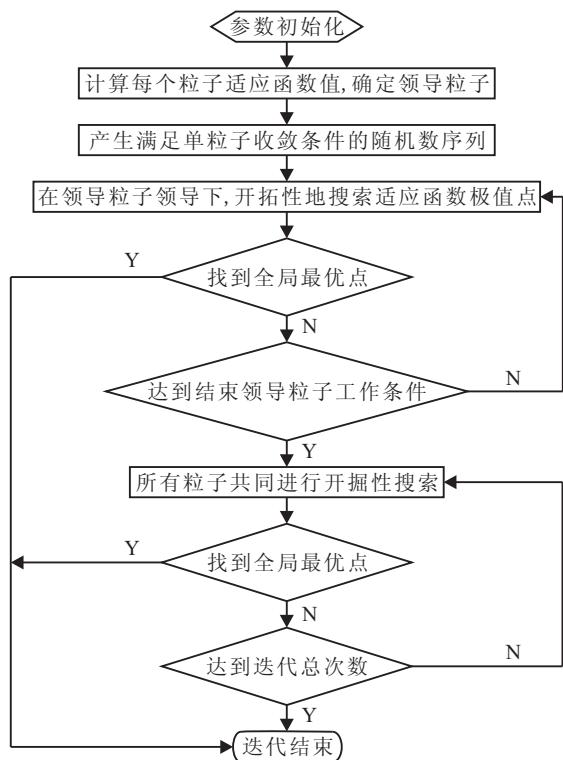 参数初始化
计算每个粒子适应函数值,确定领导粒子
产生满足单粒子收敛条件的随机数序列
在领导粒子领导下,开拓性地搜索适应函数极值点
Y
找到全局最优点
N
达到结束领导粒子工作条件
N
Y
所有粒子共同进行开掘性搜索
Y
找到全局最优点
N
达到迭代总次数
N
Y
迭代结束